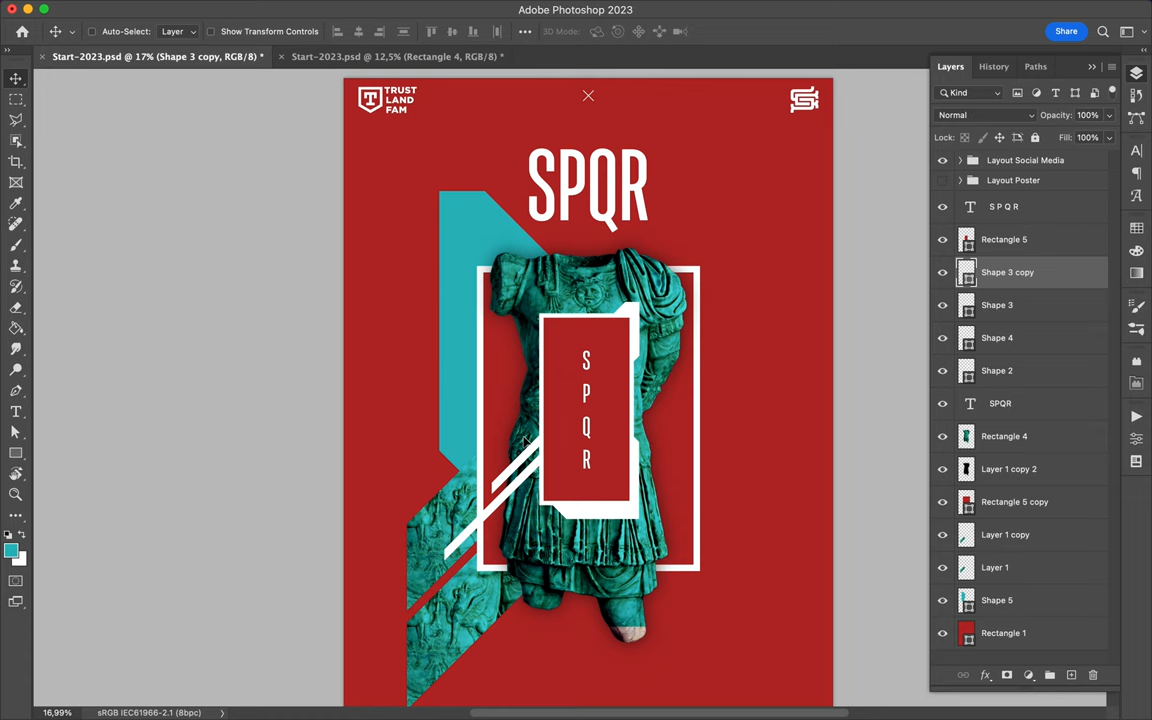 Adobe Photoshop 2023
Auto-Select: Layer Show Transform Controls 3D Mode: Share
Start-2023.psd @ 17% (Shape 3 copy, RGB/8) * Start-2023.psd @ 12,5% (Rectangle 4, RGB/8) *
Layers History Paths
Kind
Normal Opacity: 100%
Lock: Fill: 100%
Layout Social Media
Layout Poster
S P Q R
Rectangle 5
Shape 3 copy
Shape 3
Shape 4
Shape 2
SPQR
Rectangle 4
Layer 1 copy 2
Rectangle 5 copy
Layer 1 copy
Layer 1
Shape 5
Rectangle 1
TRUST
LAND
FAM
SPQR
S
P
Q
R
16,99% sRGB IEC61966-2.1 (8bpc)